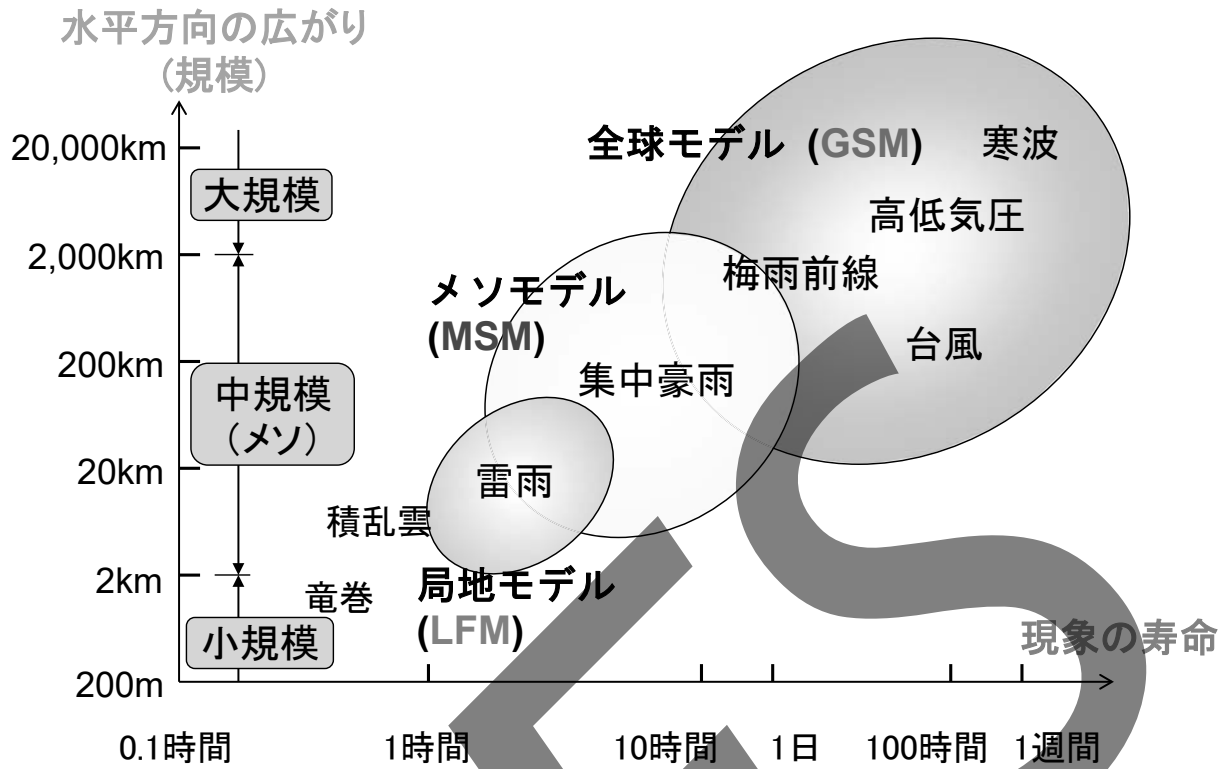 水平方向の広がり
(規模)
20,000km
2,000km
200km
20km
2km
200m
大規模
中規模
（メソ）
小規模
全球モデル (GSM)
寒波
高低気圧
梅雨前線
台風
メソモデル
(MSM)
集中豪雨
雷雨
積乱雲
竜巻
局地モデル
(LFM)
現象の寿命
0.1時間
1時間
10時間
1日
100時間
1週間